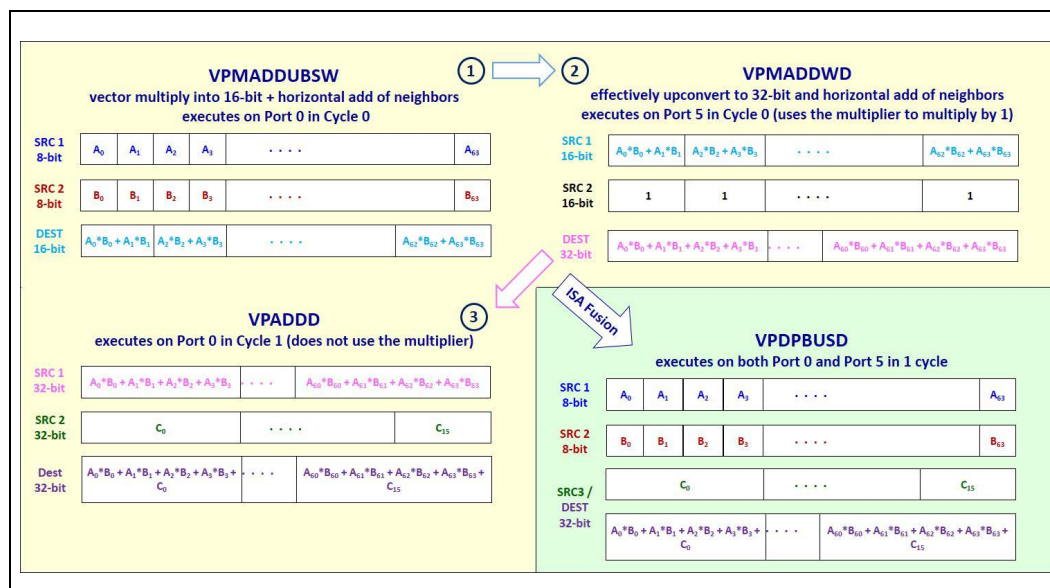 VPMADDUBSW
1
vector multiply into 16-bit + horizontal add of neighbors
executes on Port 0 in Cycle 0
SRC 1
8-bit
A₀ A₁ A₂ A₃ . . . . A₆₃
SRC 2
8-bit
B₀ B₁ B₂ B₃ . . . . B₆₃
DEST
16-bit
A₀*B₀ + A₁*B₁ A₂*B₂ + A₃*B₃ . . . . A₆₂*B₆₂ + A₆₃*B₆₃
2
VPMADDWD
effectively upconvert to 32-bit and horizontal add of neighbors
executes on Port 5 in Cycle 0 (uses the multiplier to multiply by 1)
SRC 1
16-bit
A₀*B₀ + A₁*B₁ A₂*B₂ + A₃*B₃ . . . . A₆₂*B₆₂ + A₆₃*B₆₃
SRC 2
16-bit
1 1 . . . . 1
DEST
32-bit
A₀*B₀ + A₁*B₁ + A₂*B₂ + A₃*B₃ . . . . A₆₀*B₆₀ + A₆₁*B₆₁ + A₆₂*B₆₂ + A₆₃*B₆₃
VPADDD
3
executes on Port 0 in Cycle 1 (does not use the multiplier)
SRC 1
32-bit
A₀*B₀ + A₁*B₁ + A₂*B₂ + A₃*B₃ . . . . A₆₀*B₆₀ + A₆₁*B₆₁ + A₆₂*B₆₂ + A₆₃*B₆₃
SRC 2
32-bit
C₀ . . . . C₁₅
Dest
32-bit
A₀*B₀ + A₁*B₁ + A₂*B₂ + A₃*B₃ + . . . . A₆₀*B₆₀ + A₆₁*B₆₁ + A₆₂*B₆₂ + A₆₃*B₆₃ +
C₀ C₁₅
ISA Fusion
VPDPBUSD
executes on both Port 0 and Port 5 in 1 cycle
SRC 1
8-bit
A₀ A₁ A₂ A₃ . . . . A₆₃
SRC 2
8-bit
B₀ B₁ B₂ B₃ . . . . B₆₃
SRC3 /
DEST
32-bit
C₀ . . . . C₁₅
A₀*B₀ + A₁*B₁ + A₂*B₂ + A₃*B₃ + . . . . A₆₀*B₆₀ + A₆₁*B₆₁ + A₆₂*B₆₂ + A₆₃*B₆₃ +
C₀ C₁₅